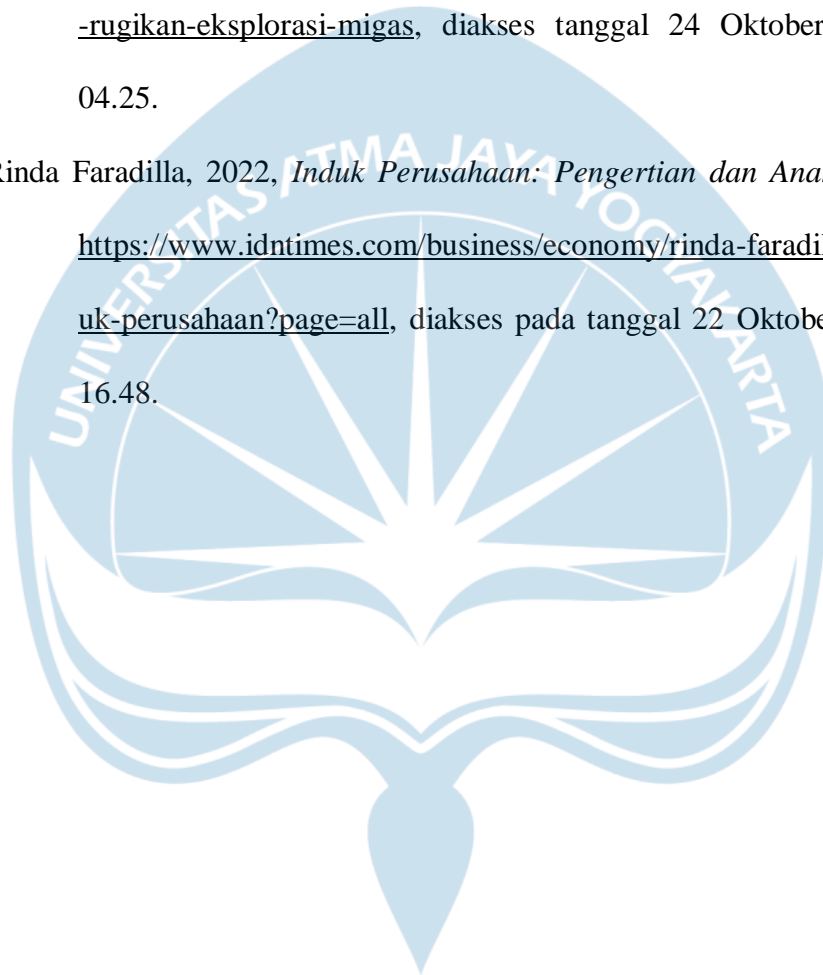 -rugikan-eksplorasi-migas, diakses tanggal 24 Oktober
04.25.
Rinda Faradilla, 2022, Induk Perusahaan: Pengertian dan
https://www.idntimes.com/business/economy/rinda-faradil
uk-perusahaan?page=all, diakses pada tanggal 22
16.48.
UNIVERSITAS ATMA JAYA YOGYAKARTA